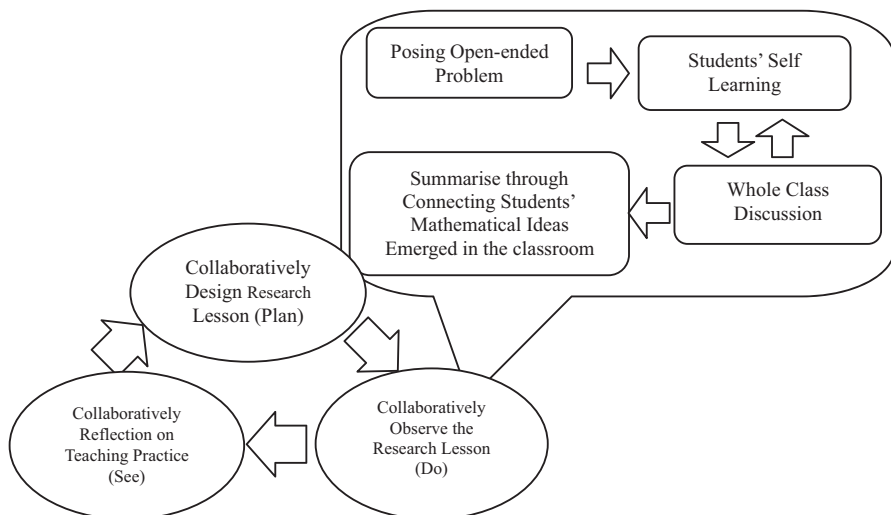 Posing Open-ended
Problem
Students’ Self
Learning
Whole Class
Discussion
Summarise through
Connecting Students’
Mathematical Ideas
Emerged in the classroom
Collaboratively
Design Research
Lesson (Plan)
Collaboratively
Observe the
Research Lesson
(Do)
Collaboratively
Reflection on
Teaching Practice
(See)